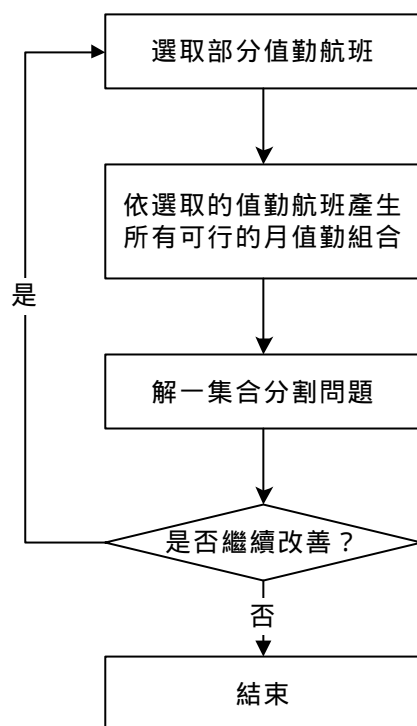 選取部分值勤航班
依選取的值勤航班產生
所有可行的月值勤組合
是
解一集合分割問題
是否繼續改善？
否
結束